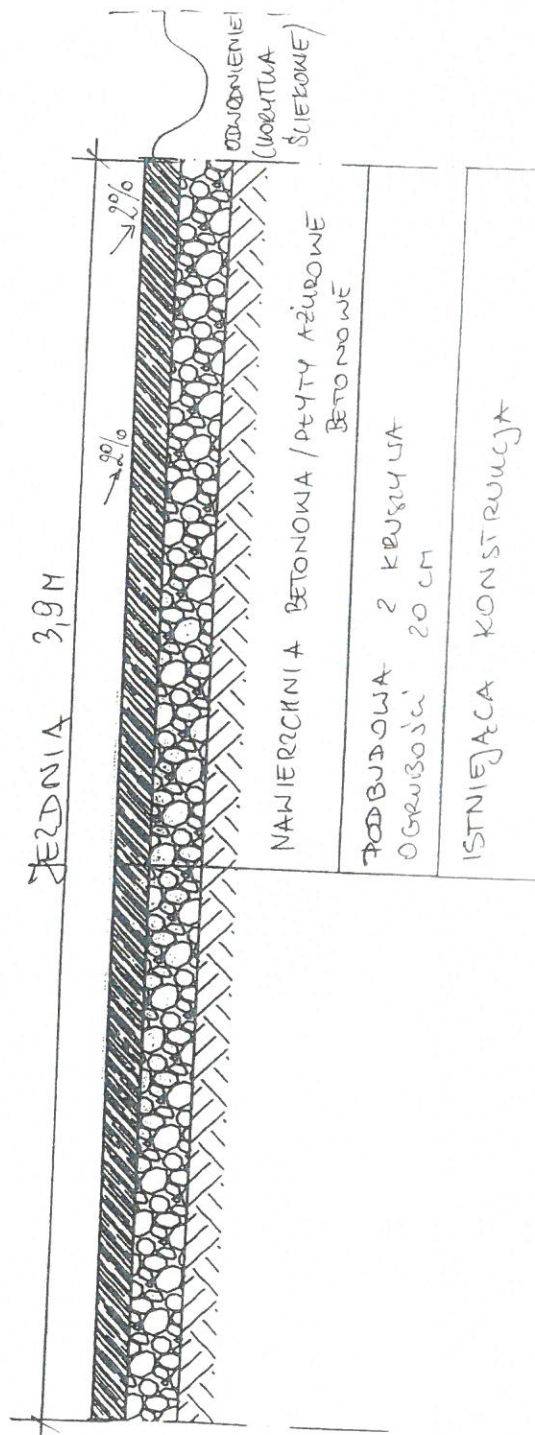 JEZDNIA 3,9M
→2%
→2%
ODWODNIENIE
(KORYTKA
ŚCIEKOWE)
NAWIERZCHNIA BETONOWA / PŁYTY AŻUROWE
BETONOWE
PODBUDOWA Z KRUSZYWA
O GRUBOŚCI 20 CM
ISTNIEJĄCA KONSTRUKCJA